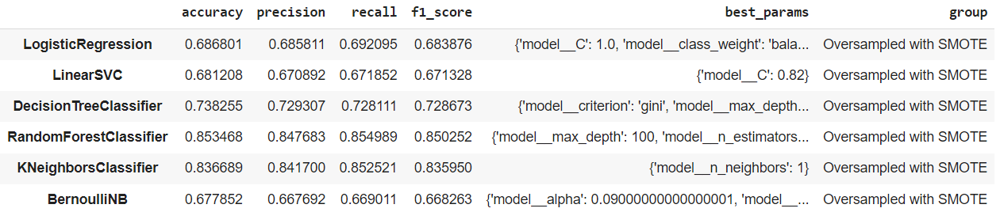 accuracy precision recall f1_score best_params group
LogisticRegression 0.686801 0.685811 0.692095 0.683876 {'model__C': 1.0, 'model__class_weight': 'bala... Oversampled with SMOTE
LinearSVC 0.681208 0.670892 0.671852 0.671328 {'model__C': 0.82} Oversampled with SMOTE
DecisionTreeClassifier 0.738255 0.729307 0.728111 0.728673 {'model__criterion': 'gini', 'model__max_depth... Oversampled with SMOTE
RandomForestClassifier 0.853468 0.847683 0.854989 0.850252 {'model__max_depth': 100, 'model__n_estimators... Oversampled with SMOTE
KNeighborsClassifier 0.836689 0.841700 0.852521 0.835950 {'model__n_neighbors': 1} Oversampled with SMOTE
BernoulliNB 0.677852 0.667692 0.669011 0.668263 {'model__alpha': 0.09000000000000001, 'model__... Oversampled with SMOTE